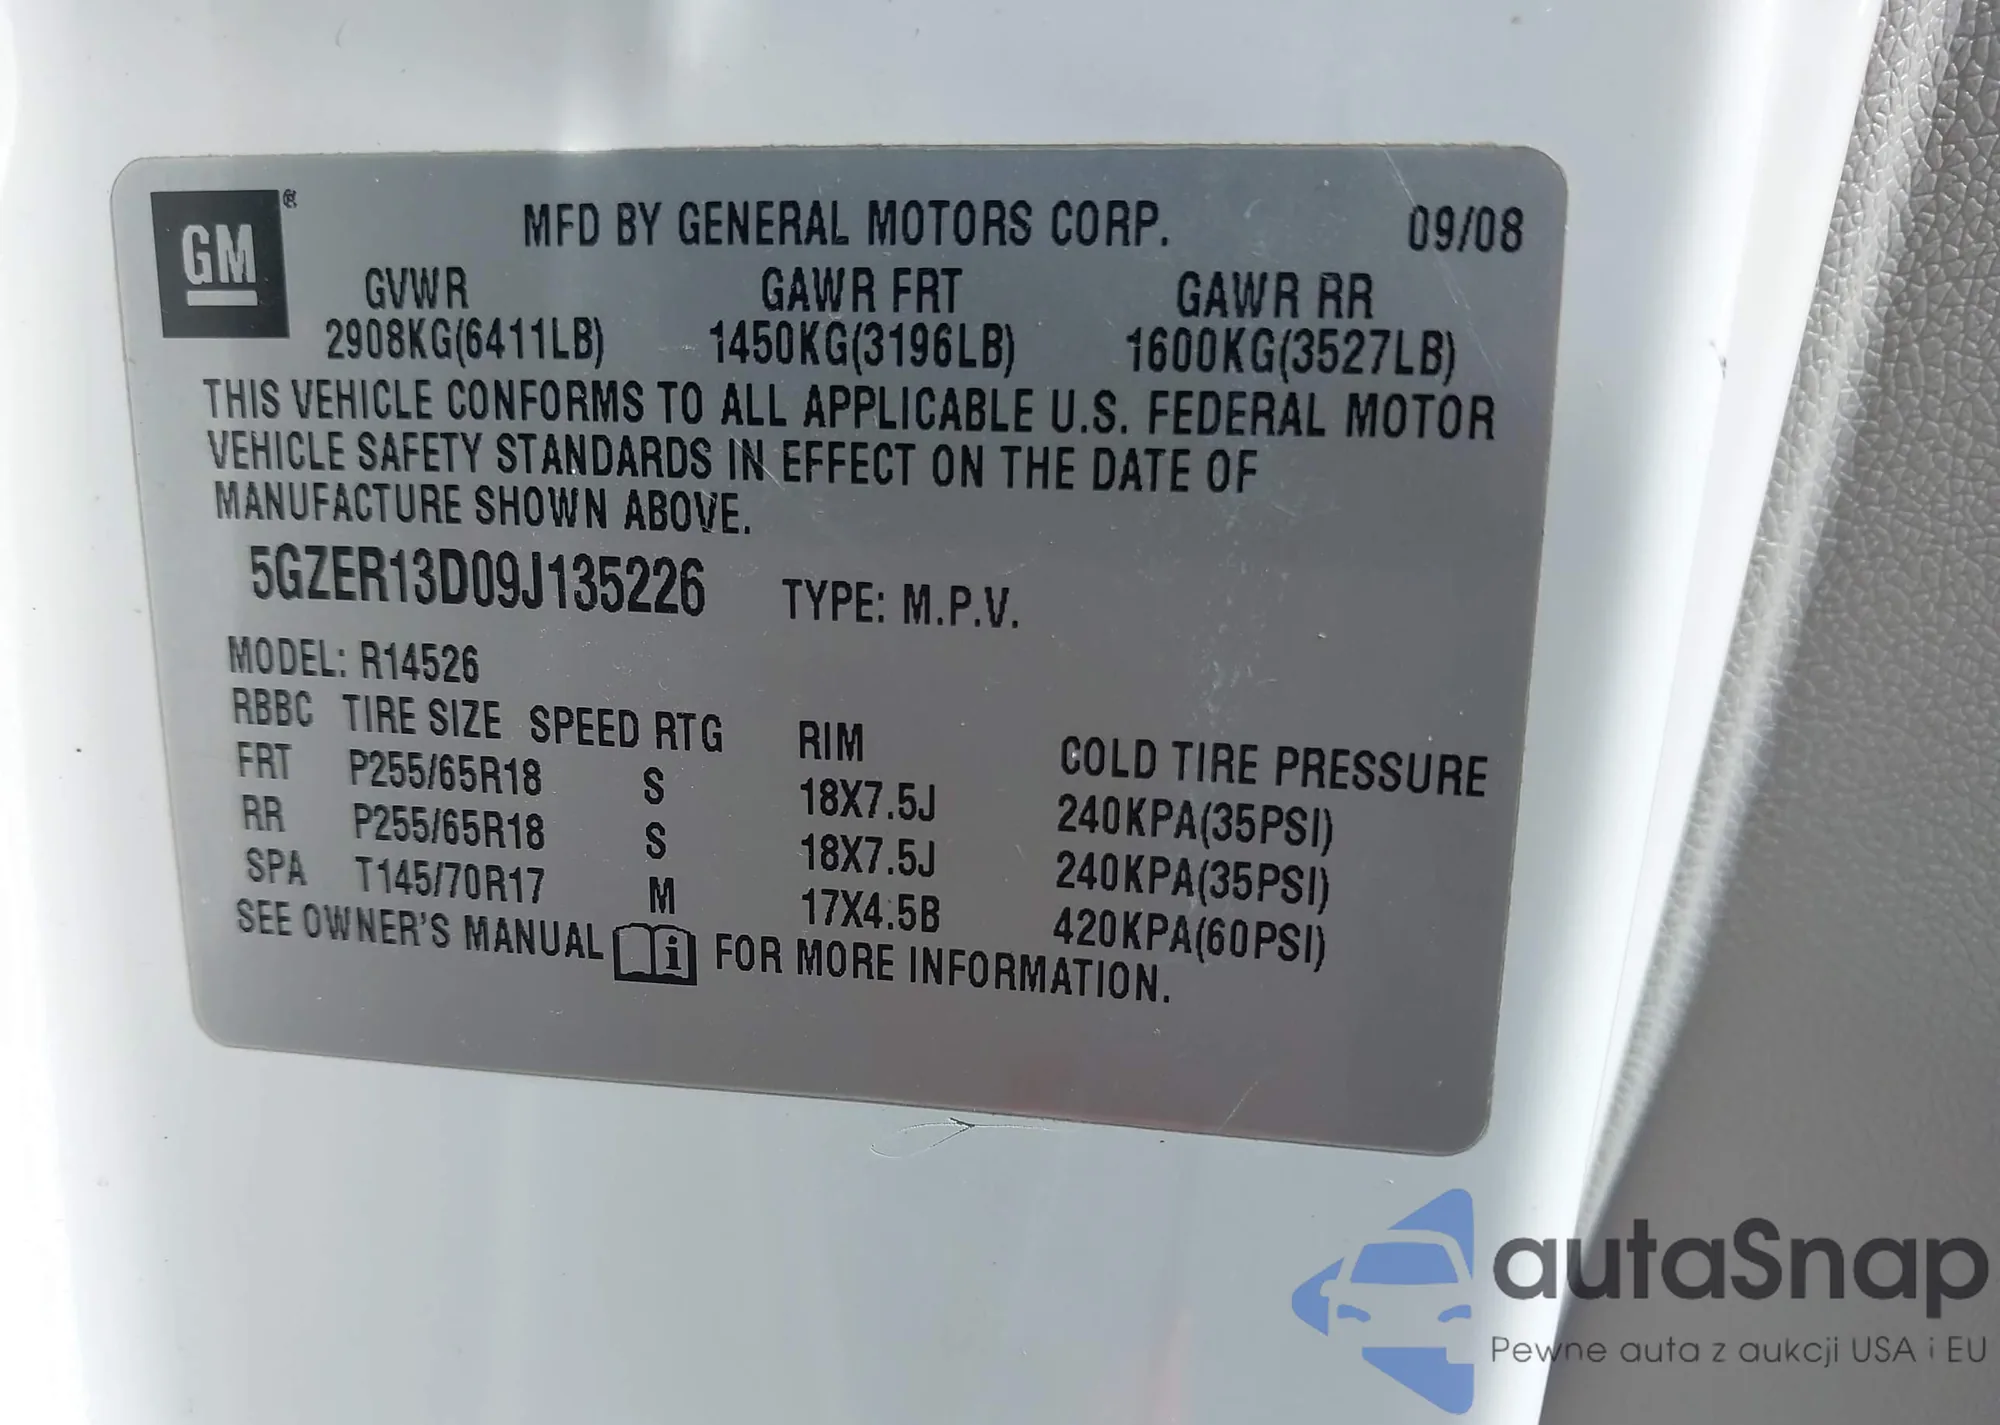 GM ®
MFD BY GENERAL MOTORS CORP. 09/08
GVWR GAWR FRT GAWR RR
2908KG(6411LB) 1450KG(3196LB) 1600KG(3527LB)
THIS VEHICLE CONFORMS TO ALL APPLICABLE U.S. FEDERAL MOTOR
VEHICLE SAFETY STANDARDS IN EFFECT ON THE DATE OF
MANUFACTURE SHOWN ABOVE.
5GZER13D09J135226 TYPE: M.P.V.
MODEL: R14526
RBBC TIRE SIZE SPEED RTG RIM COLD TIRE PRESSURE
FRT P255/65R18 S 18X7.5J 240KPA(35PSI)
RR P255/65R18 S 18X7.5J 240KPA(35PSI)
SPA T145/70R17 M 17X4.5B 420KPA(60PSI)
SEE OWNER'S MANUAL i FOR MORE INFORMATION.
autaSnap
Pewne auta z aukcji USA i EU